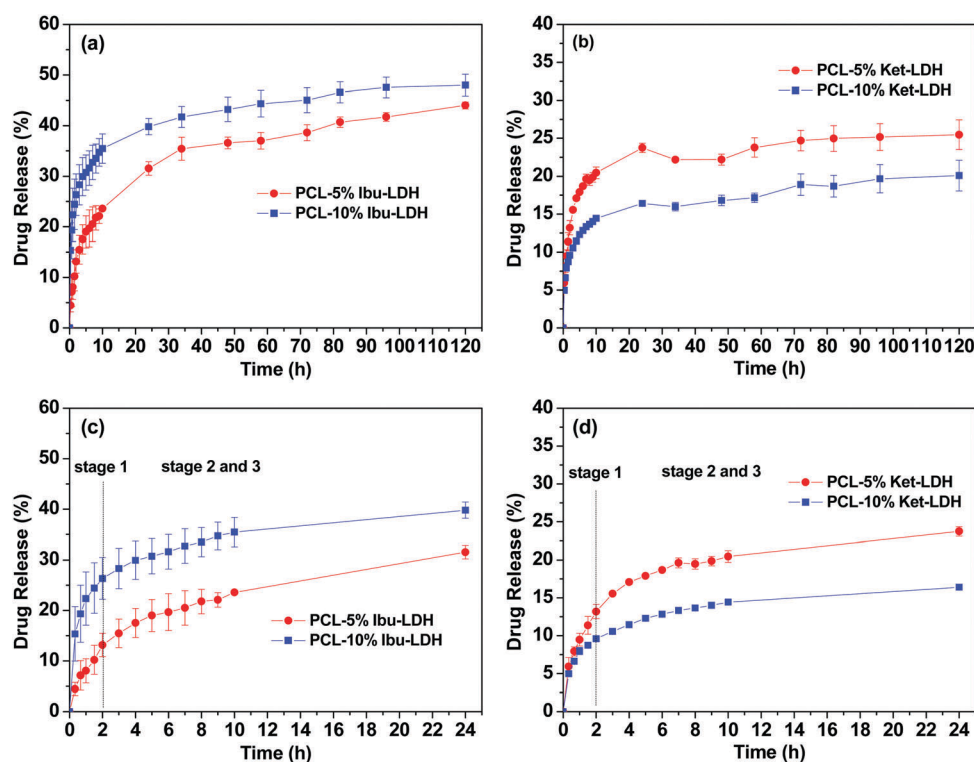 (a)
Drug Release (%)
60
50
40
30
20
10
0
PCL-5% Ibu-LDH
PCL-10% Ibu-LDH
0 10 20 30 40 50 60 70 80 90 100 110 120
Time (h)
(b)
Drug Release (%)
40
35
30
25
20
15
10
5
0
PCL-5% Ket-LDH
PCL-10% Ket-LDH
0 10 20 30 40 50 60 70 80 90 100 110 120
Time (h)
(c)
Drug Release (%)
60
50
40
30
20
10
0
stage 1 stage 2 and 3
PCL-5% Ibu-LDH
PCL-10% Ibu-LDH
0 2 4 6 8 10 12 14 16 18 20 22 24
Time (h)
(d)
Drug Release (%)
40
35
30
25
20
15
10
5
0
stage 1 stage 2 and 3
PCL-5% Ket-LDH
PCL-10% Ket-LDH
0 2 4 6 8 10 12 14 16 18 20 22 24
Time (h)